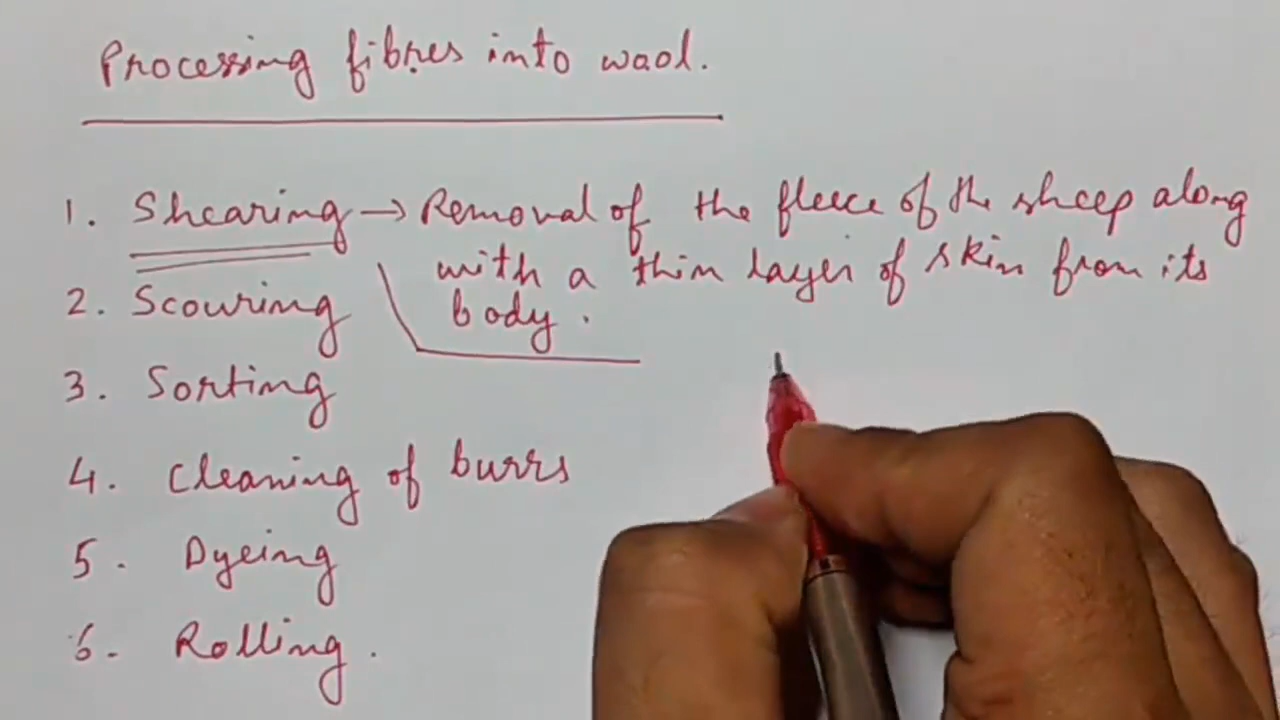 Processing fibres into wool.
1. Shearing → Removal of the fleece of the sheep along
with a thin layer of skin from its
body.
2. Scouring
3. Sorting
4. Cleaning of burrs
5. Dyeing
6. Rolling.